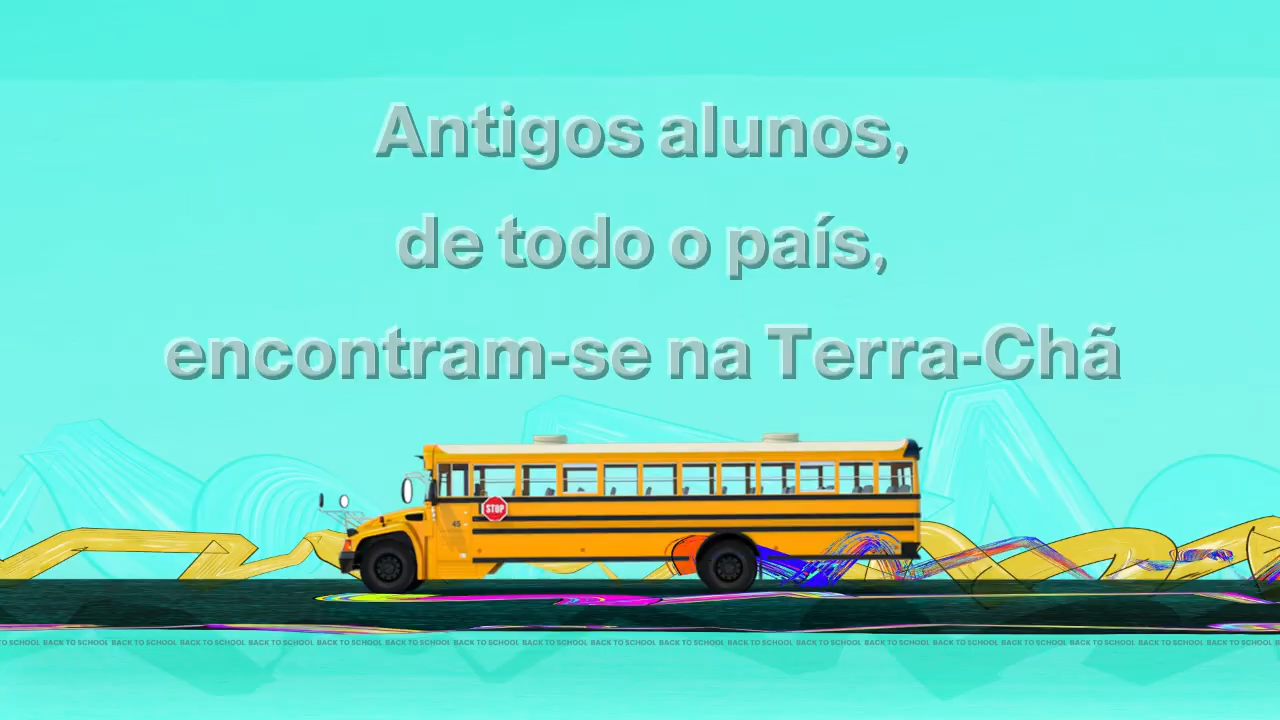 Antigos alunos,
de todo o país,
encontram-se na Terra-Chã
STOP
45
TO SCHOOL BACK TO SCHOOL BACK TO SCHOOL BACK TO SCHOOL BACK TO SCHOOL BACK TO SCHOOL BACK TO SCHOOL BACK TO SCHOOL BACK TO SCHOOL BACK TO SCHOOL BACK TO SCHOOL BACK TO SCHOOL BACK TO SCHOOL BACK TO SCHOOL BACK TO SCHOOL BACK TO SCHOOL BACK TO SCHOOL BACK TO SCHOOL BACK TO SCHOOL